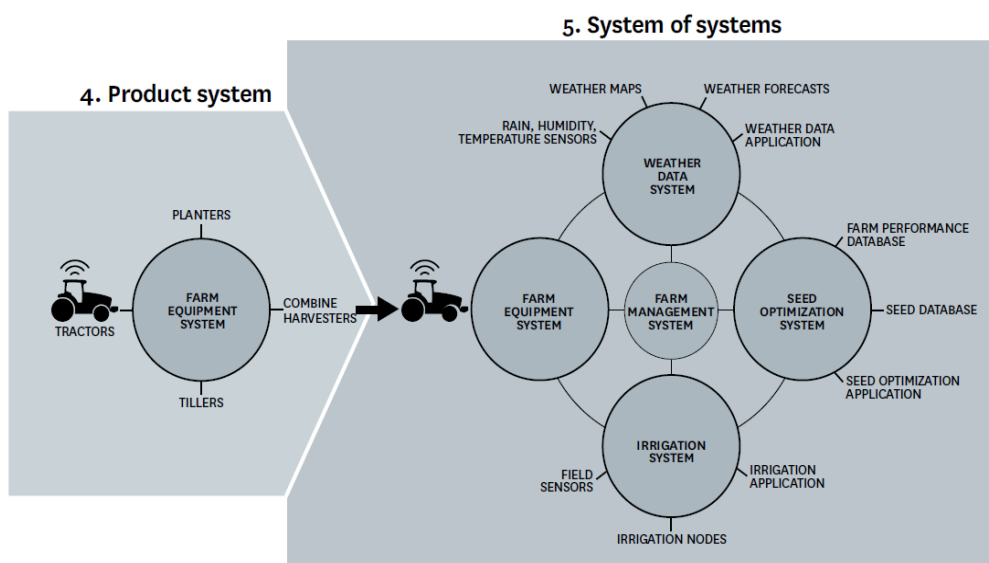 5. System of systems
4. Product system
WEATHER MAPS
WEATHER FORECASTS
RAIN, HUMIDITY,
TEMPERATURE SENSORS
WEATHER DATA
APPLICATION
WEATHER
DATA
SYSTEM
PLANTERS
FARM PERFORMANCE
DATABASE
TRACTORS
FARM
EQUIPMENT
SYSTEM
COMBINE
HARVESTERS
FARM
EQUIPMENT
SYSTEM
FARM
MANAGEMENT
SYSTEM
SEED
OPTIMIZATION
SYSTEM
SEED DATABASE
TILLERS
SEED OPTIMIZATION
APPLICATION
IRRIGATION
SYSTEM
FIELD
SENSORS
IRRIGATION
APPLICATION
IRRIGATION NODES